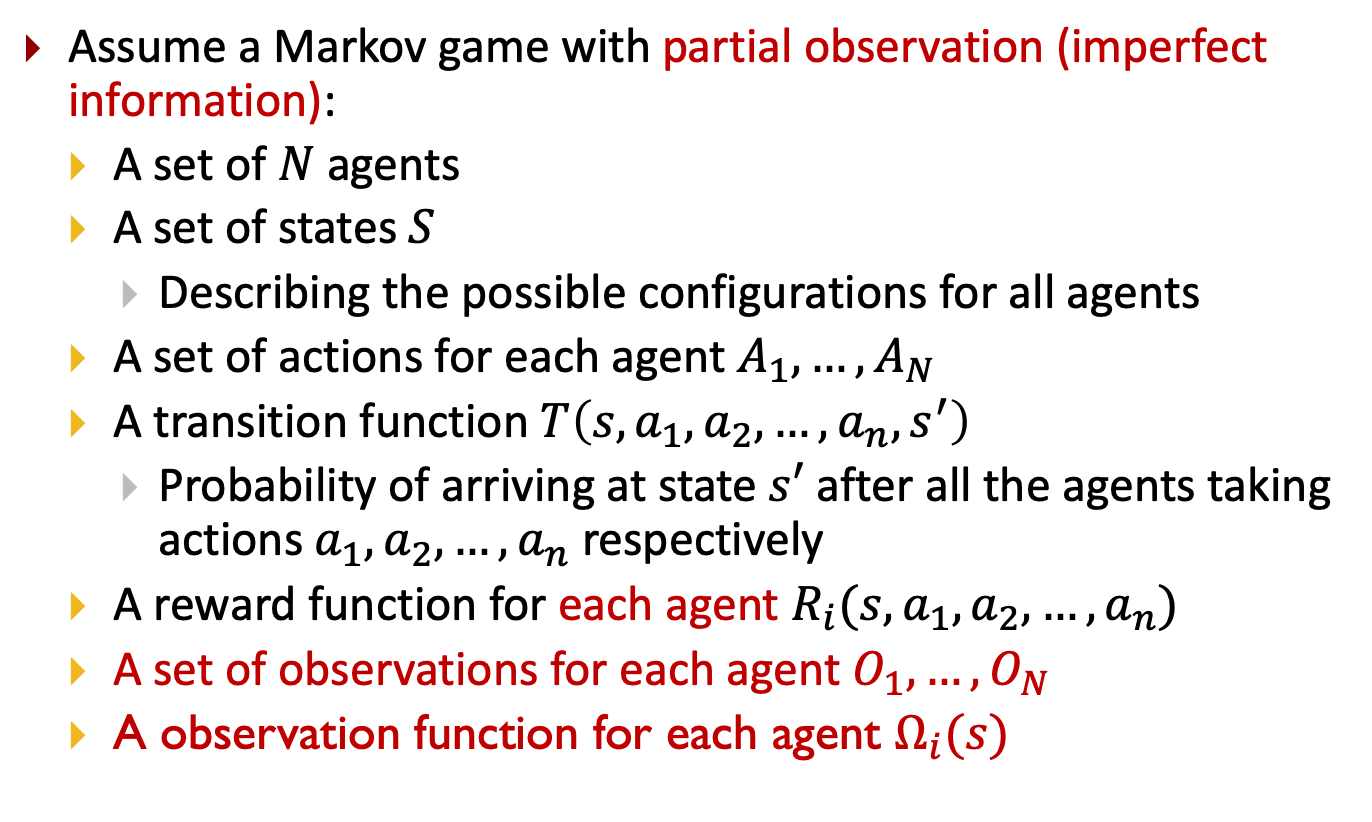 Assume a Markov game with partial observation (imperfect
information):
A set of N agents
A set of states S
Describing the possible configurations for all agents
A set of actions for each agent A₁, … , A_N
A transition function T(s, a₁, a₂, … , aₙ, s′)
Probability of arriving at state s′ after all the agents taking
actions a₁, a₂, … , aₙ respectively
A reward function for each agent Rᵢ(s, a₁, a₂, … , aₙ)
A set of observations for each agent O₁, … , O_N
A observation function for each agent Ωᵢ(s)